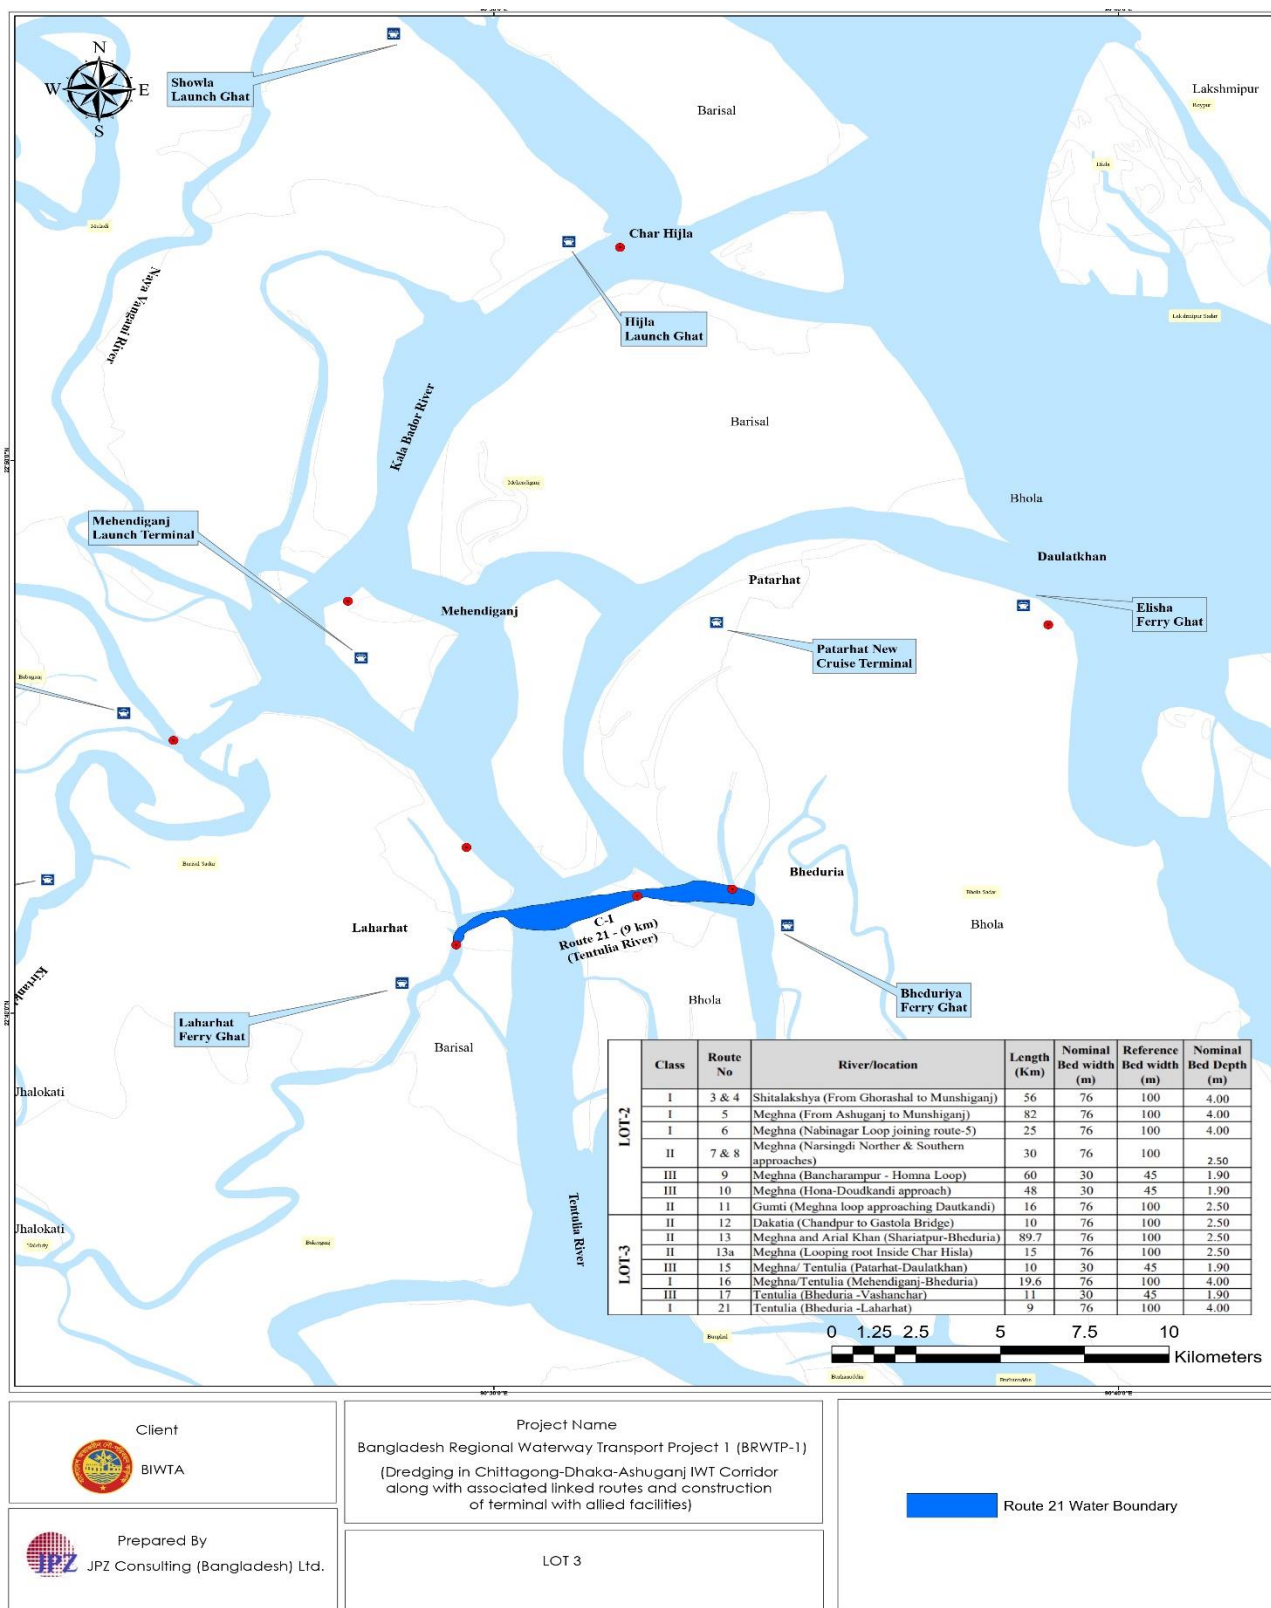 N
W
E
S
Showla
Launch Ghat
Barisal
Lakshmipur
Char Hijla
Hijla
Launch Ghat
Lakshmipur Sadar
Naya Vangani River
Kala Bador River
Barisal
Mehendiganj
Bhola
Mehendiganj
Launch Terminal
Daulatkhan
Patarhat
Mehendiganj
Elisha
Ferry Ghat
Patarhat New
Cruise Terminal
Barisal Sadar
Bheduria
Bhola Sadar
Laharhat
C-I
Route 21 - (9 km)
(Tentulia River)
Bhola
Bheduriya
Ferry Ghat
Bhola
Laharhat
Ferry Ghat
Barisal
Jhalokati
Jhalokati
Tentulia River
LOT-2
LOT-3
Class Route No River/location Length (Km) Nominal Bed width (m) Reference Bed width (m) Nominal Bed Depth (m)
I 3 & 4 Shitalakshya (From Ghorashal to Munshiganj) 56 76 100 4.00
I 5 Meghna (From Ashuganj to Munshiganj) 82 76 100 4.00
I 6 Meghna (Nabinagar Loop joining route-5) 25 76 100 4.00
II 7 & 8 Meghna (Narsingdi Norther & Southern approaches) 30 76 100 2.50
III 9 Meghna (Bancharampur - Homna Loop) 60 30 45 1.90
III 10 Meghna (Hona-Doudkandi approach) 48 30 45 1.90
II 11 Gumti (Meghna loop approaching Dautkandi) 16 76 100 2.50
II 12 Dakatia (Chandpur to Gastola Bridge) 10 76 100 2.50
II 13 Meghna and Arial Khan (Shariatpur-Bheduria) 89.7 76 100 2.50
II 13a Meghna (Looping root Inside Char Hisla) 15 76 100 2.50
III 15 Meghna/ Tentulia (Patarhat-Daulatkhan) 10 30 45 1.90
I 16 Meghna/Tentulia (Mehendiganj-Bheduria) 19.6 76 100 4.00
III 17 Tentulia (Bheduria -Vashanchar) 11 30 45 1.90
I 21 Tentulia (Bheduria -Laharhat) 9 76 100 4.00
0 1.25 2.5 5 7.5 10
Kilometers
Client
BIWTA
Prepared By
JPZ
JPZ Consulting (Bangladesh) Ltd.
Project Name
Bangladesh Regional Waterway Transport Project 1 (BRWTP-1)
(Dredging in Chittagong-Dhaka-Ashuganj IWT Corridor
along with associated linked routes and construction
of terminal with allied facilities)
LOT 3
Route 21 Water Boundary